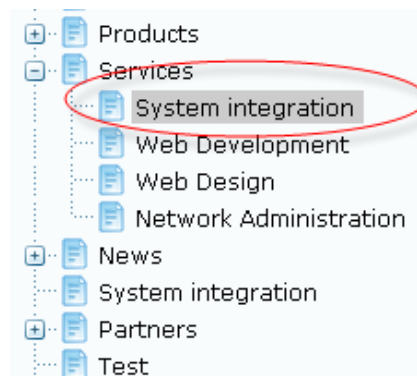 Products
Services
System integration
Web Development
Web Design
Network Administration
News
System integration
Partners
Test